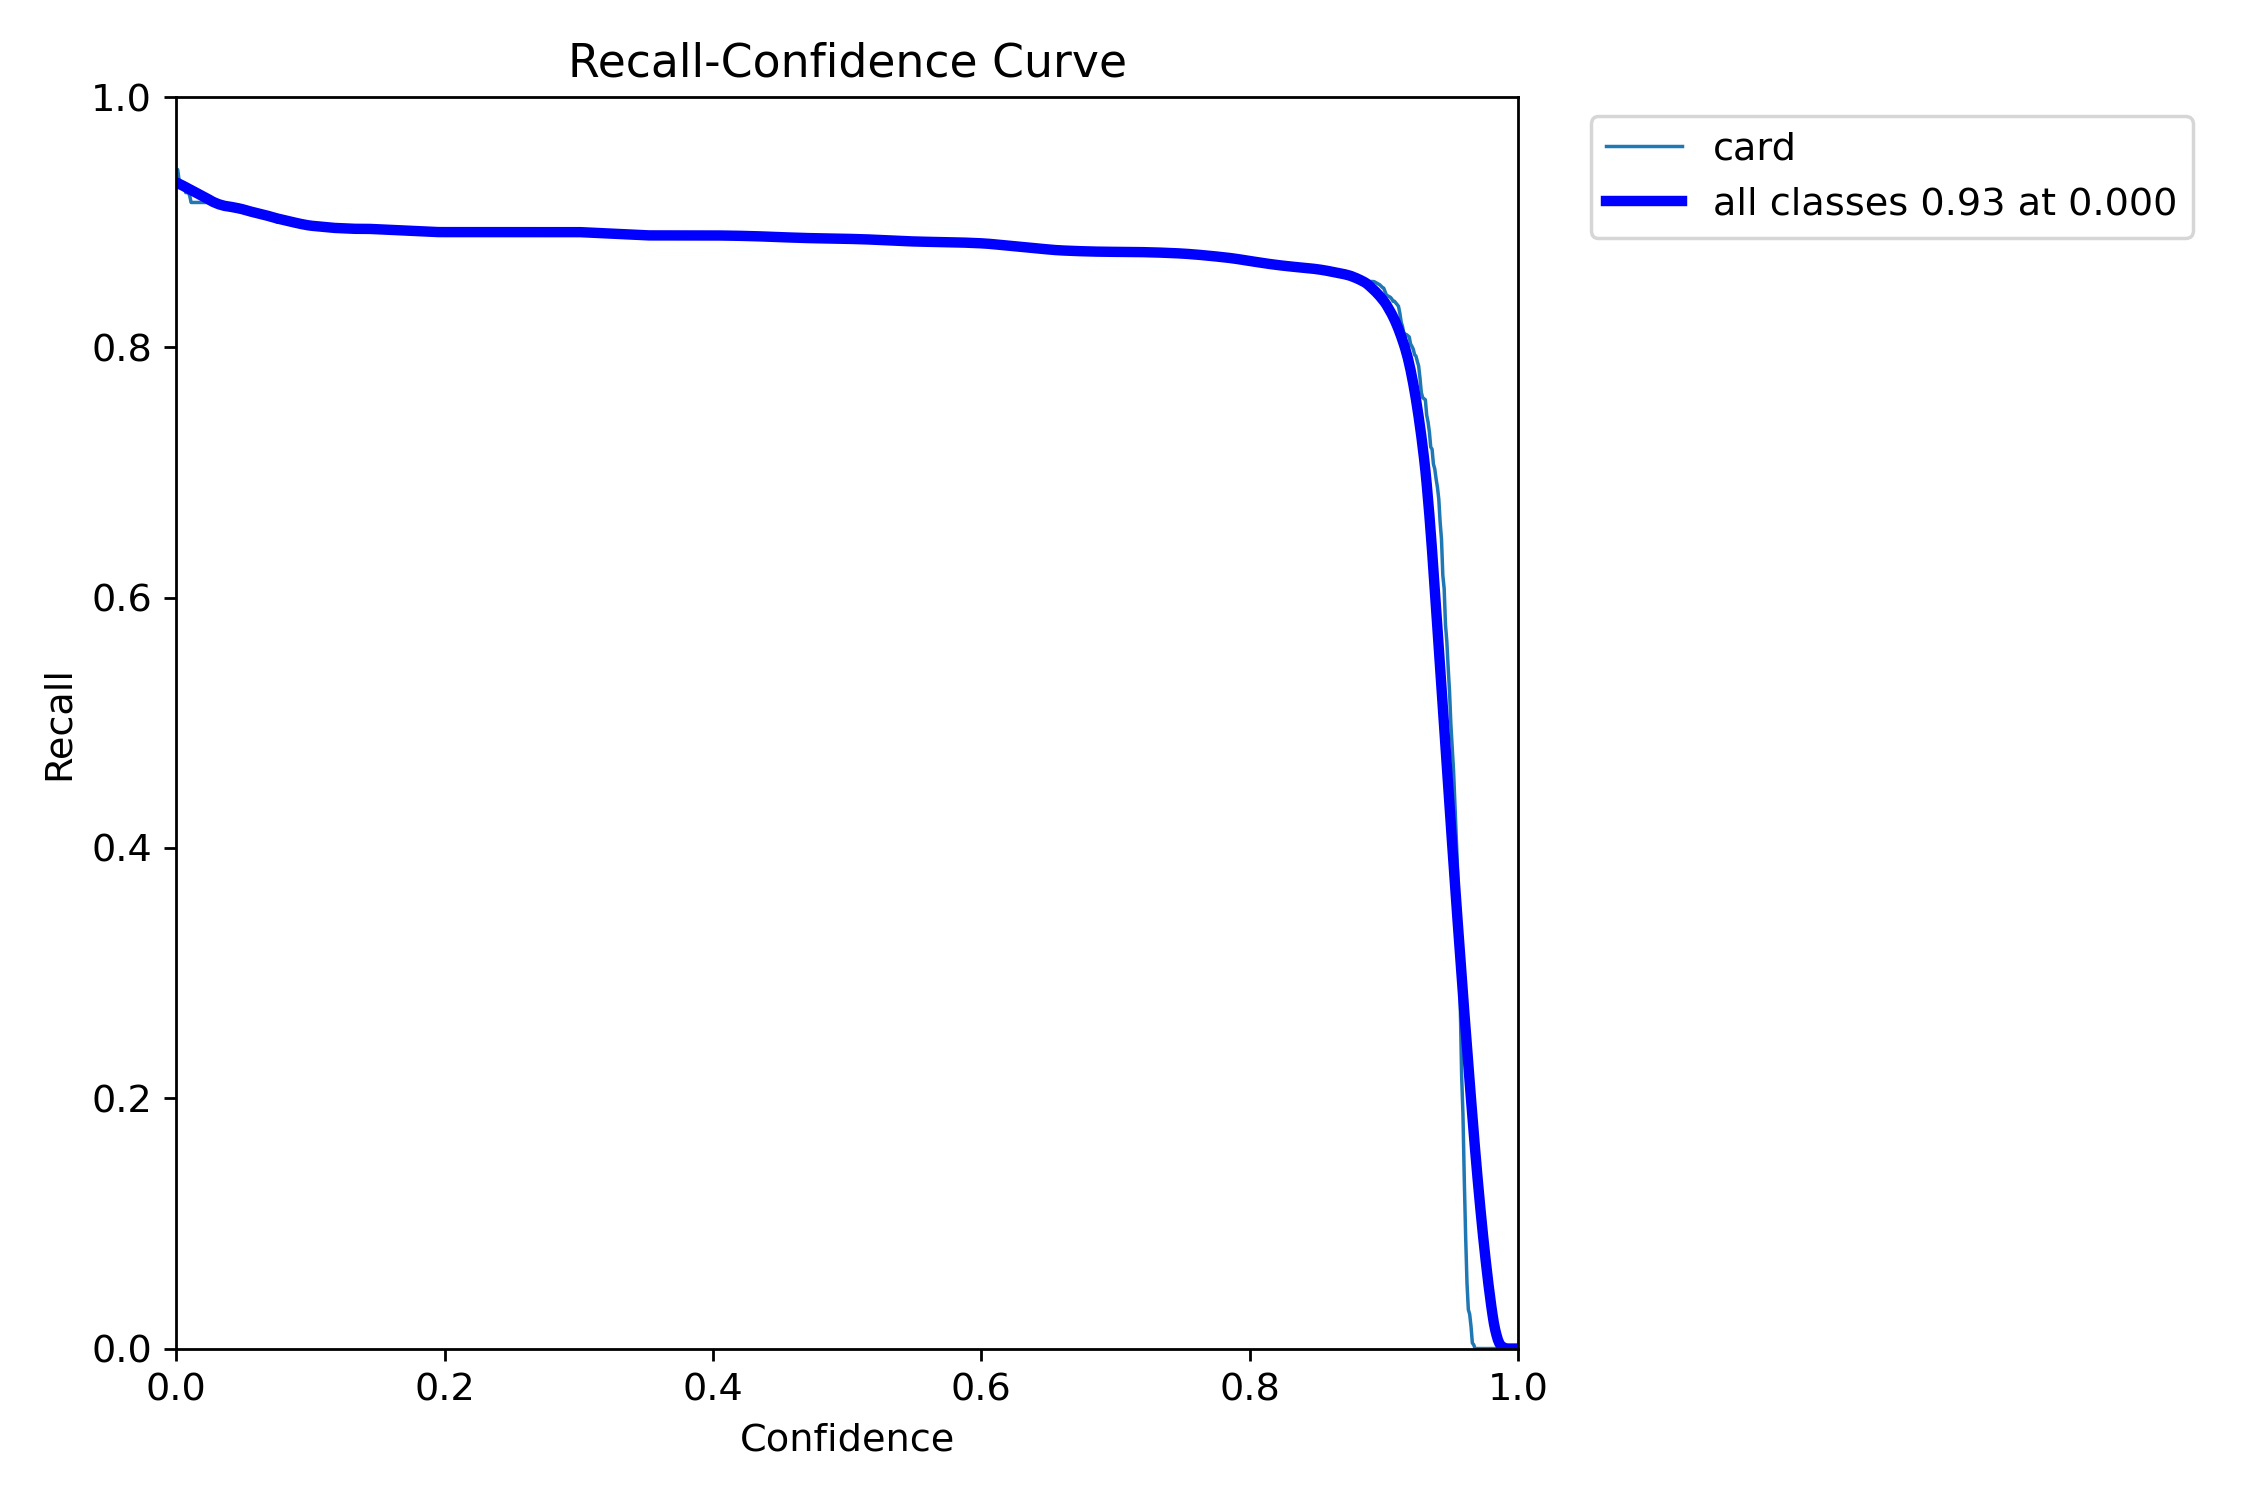 Recall-Confidence Curve
1.0
0.8
0.6
0.4
0.2
0.0
Recall
0.0 0.2 0.4 0.6 0.8 1.0
Confidence
card
all classes 0.93 at 0.000